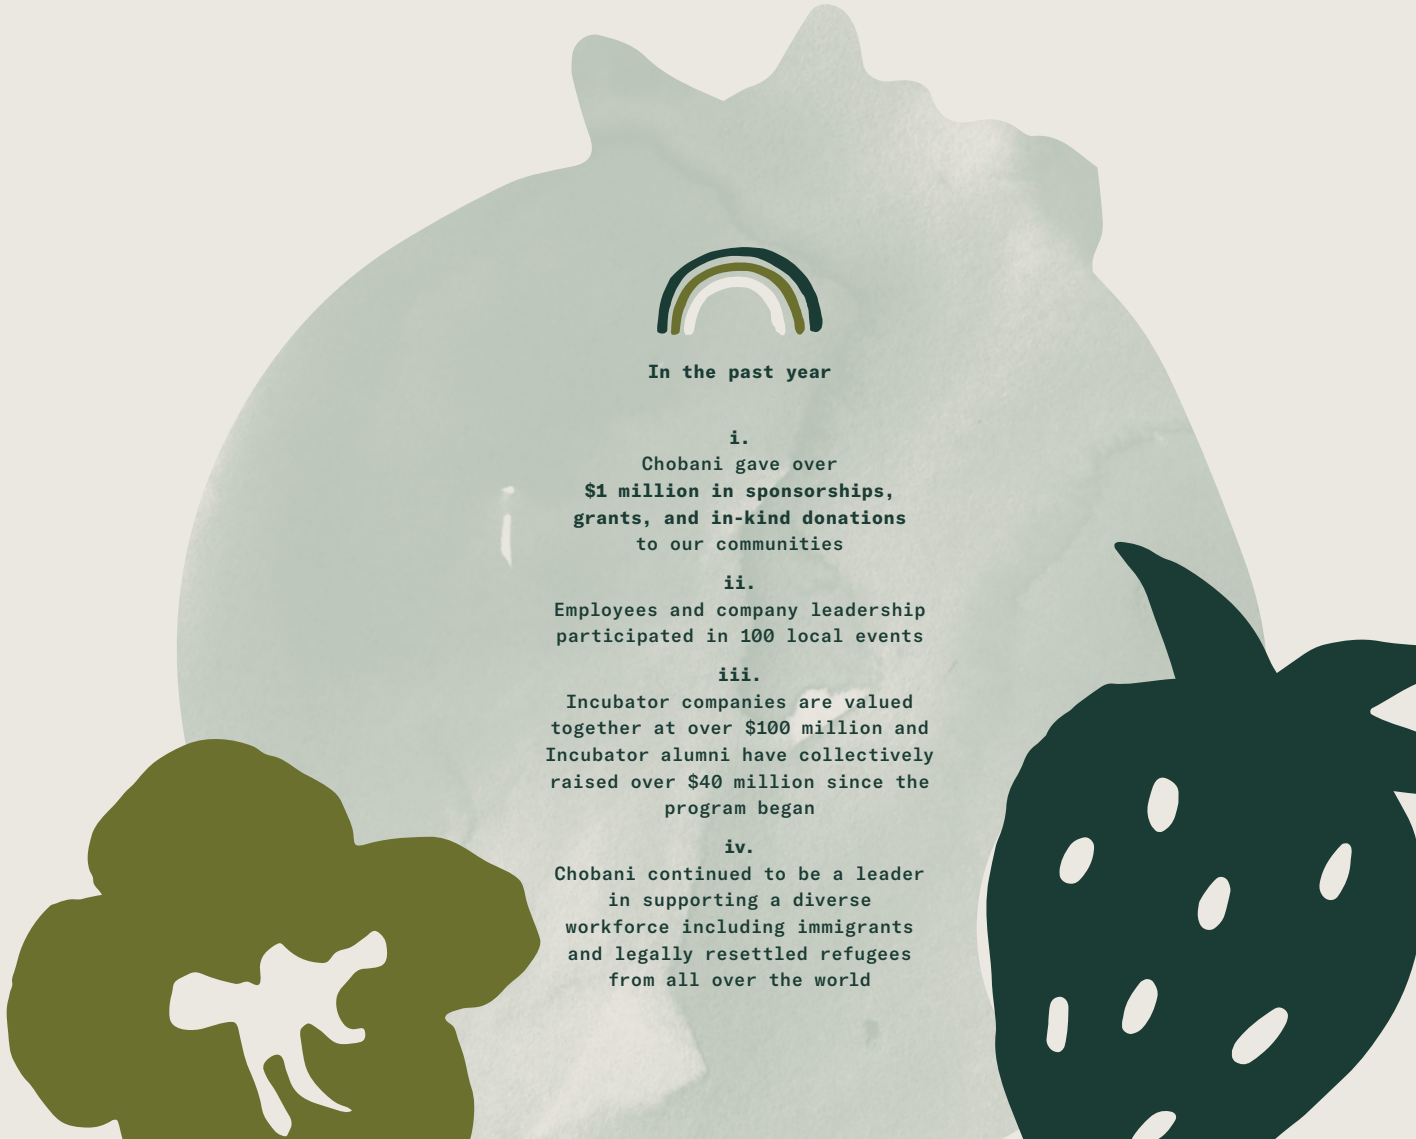 In the past year
i.
Chobani gave over
$1 million in sponsorships,
grants, and in-kind donations
to our communities
ii.
Employees and company leadership
participated in 100 local events
iii.
Incubator companies are valued
together at over $100 million and
Incubator alumni have collectively
raised over $40 million since the
program began
iv.
Chobani continued to be a leader
in supporting a diverse
workforce including immigrants
and legally resettled refugees
from all over the world